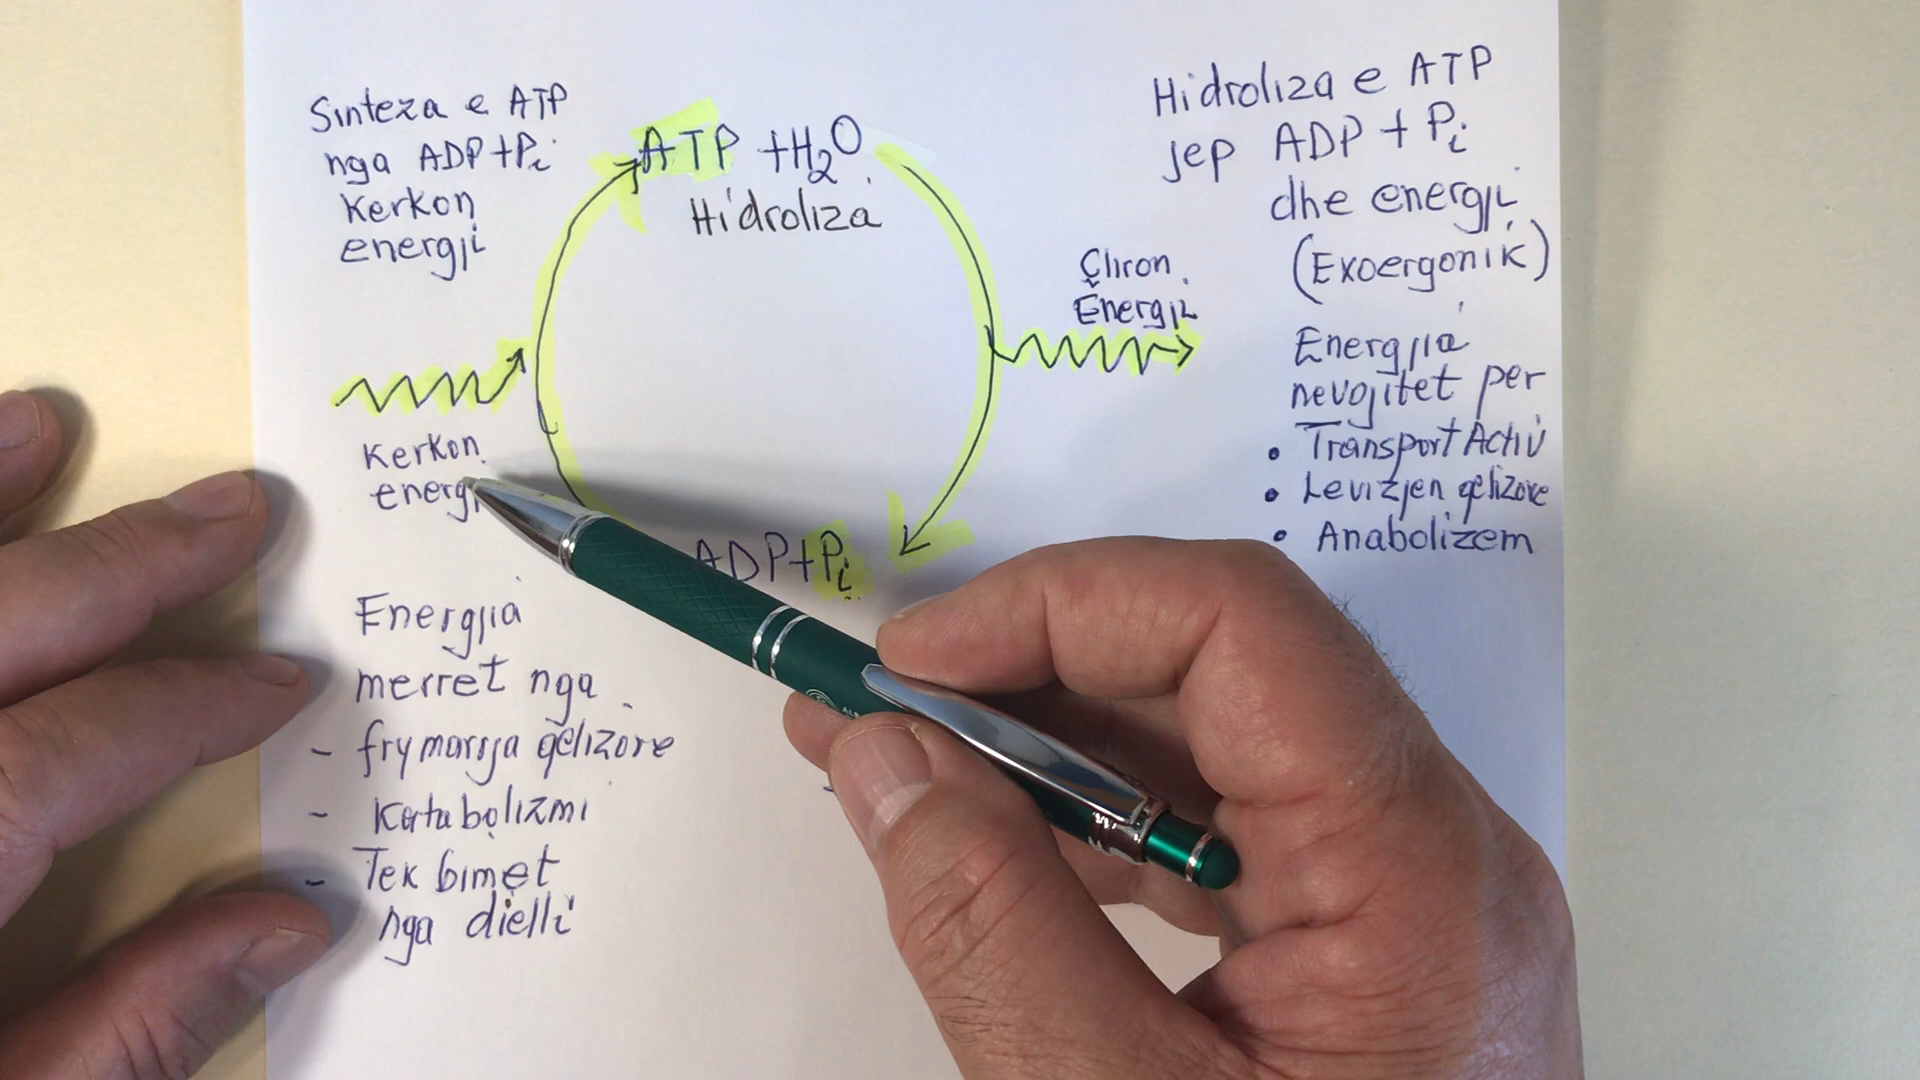 Sinteza e ATP
nga ADP+Pi
Kerkon
energji
ATP + H2O
Hidroliza
Kerkon
energji
Çliron
Energji
ADP+Pi
Hidroliza e ATP
jep ADP + Pi
dhe energji
(Exoergonik)
Energjia
nevojitet per
• Transport Activ
• Levizjen qelizore
• Anabolizem
Energjia
merret nga
- frymarrja qelizore
- Katabolizmi
- Tek bimet
nga dielli